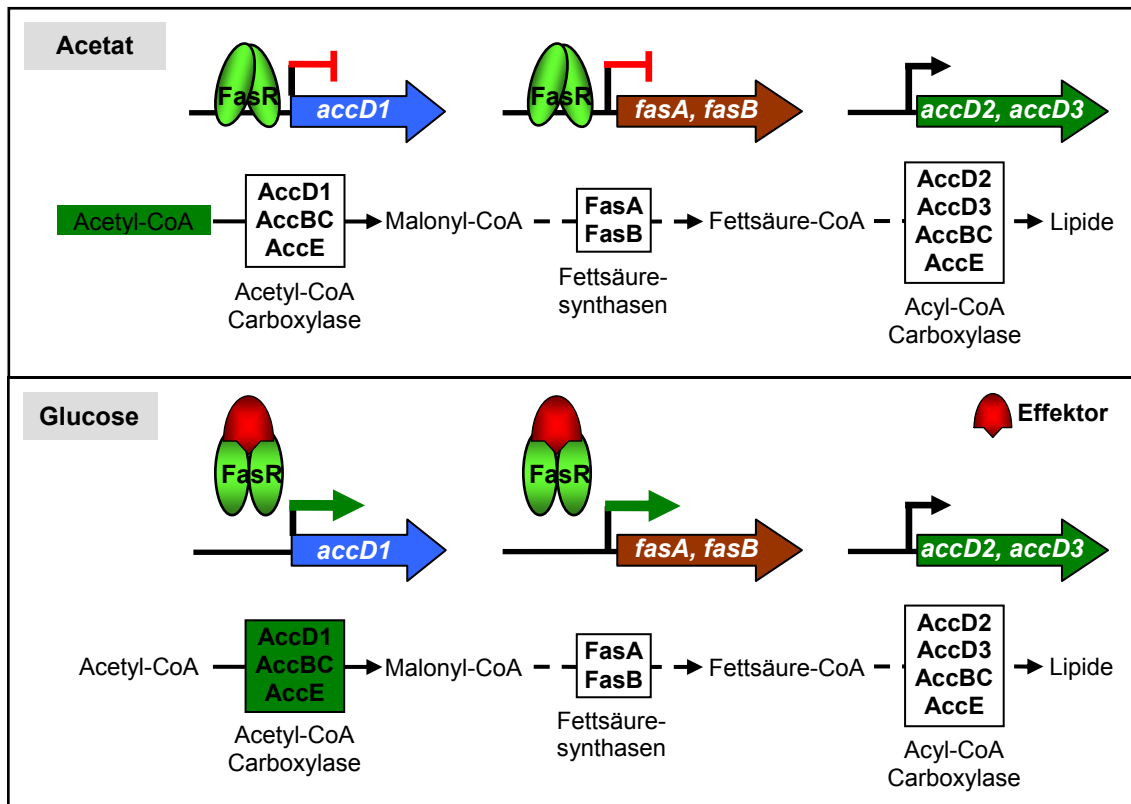 Acetat
FasR
FasR
accD1
fasA, fasB
accD2, accD3
Acetyl-CoA
AccD1
AccBC
AccE
Malonyl-CoA
FasA
FasB
Fettsäure-CoA
AccD2
AccD3
AccBC
AccE
Lipide
Acetyl-CoA
Carboxylase
Fettsäure-
synthasen
Acyl-CoA
Carboxylase
Glucose
Effektor
FasR
FasR
accD1
fasA, fasB
accD2, accD3
Acetyl-CoA
AccD1
AccBC
AccE
Malonyl-CoA
FasA
FasB
Fettsäure-CoA
AccD2
AccD3
AccBC
AccE
Lipide
Acetyl-CoA
Carboxylase
Fettsäure-
synthasen
Acyl-CoA
Carboxylase